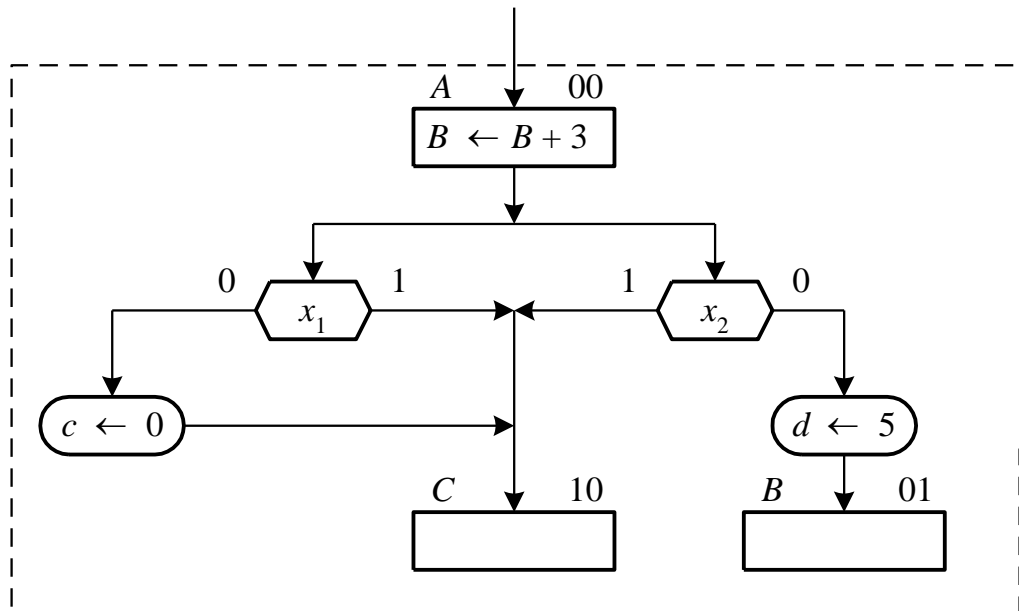 A 00
B ← B + 3
0 1 1 0
x₁ x₂
c ← 0 d ← 5
C 10 B 01